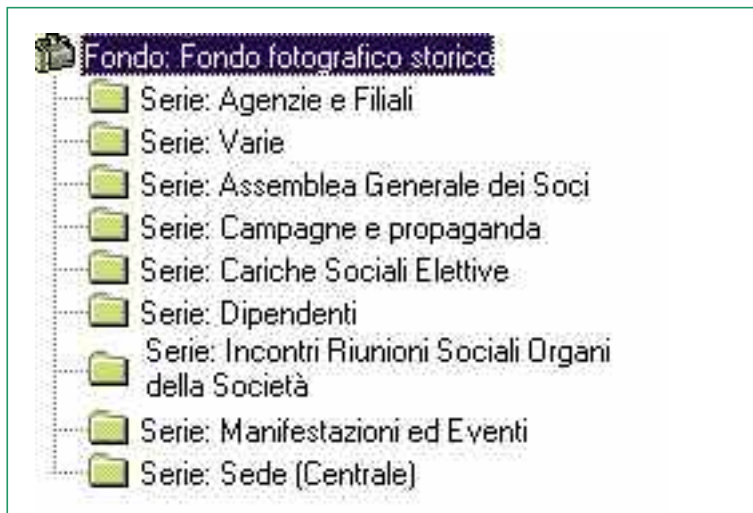 Fondo: Fondo fotografico storico
Serie: Agenzie e Filiali
Serie: Varie
Serie: Assemblea Generale dei Soci
Serie: Campagne e propaganda
Serie: Cariche Sociali Elettive
Serie: Dipendenti
Serie: Incontri Riunioni Sociali Organi
della Società
Serie: Manifestazioni ed Eventi
Serie: Sede (Centrale)